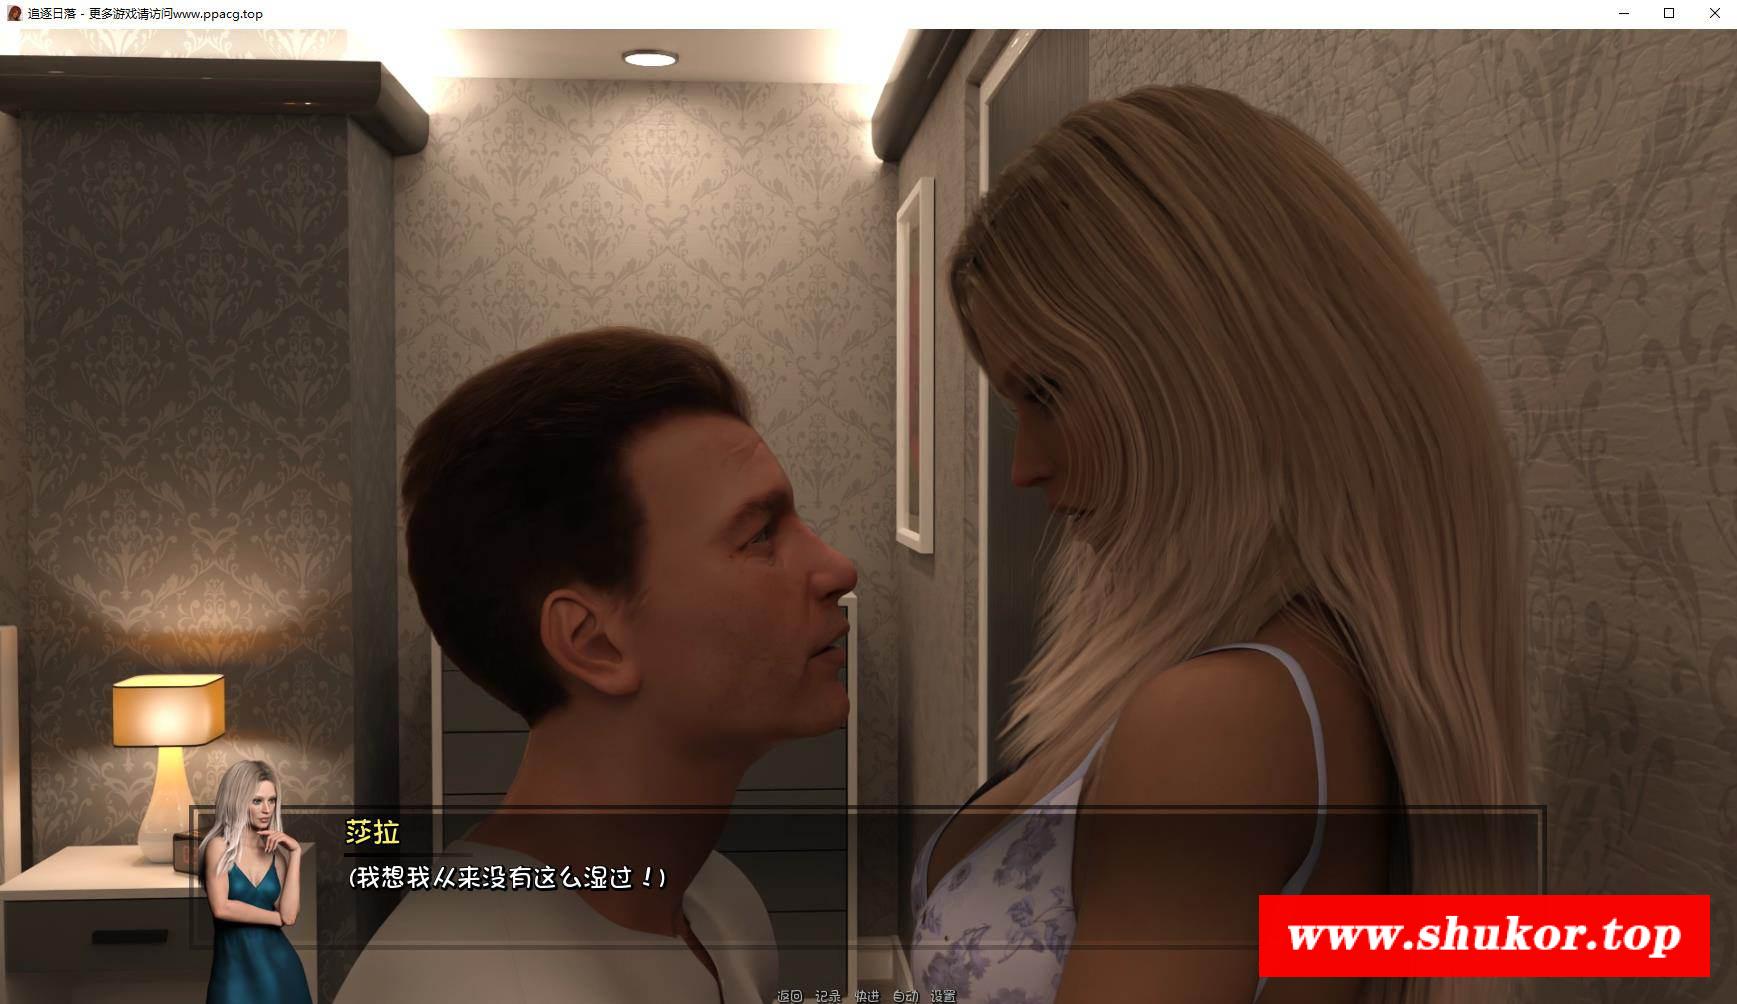 追逐日落 - 更多游戏请访问www.ppacg.top
莎拉
(我想我从来没有这么湿过！)
www.shukor.top
返回 记录 快进 自动 设置